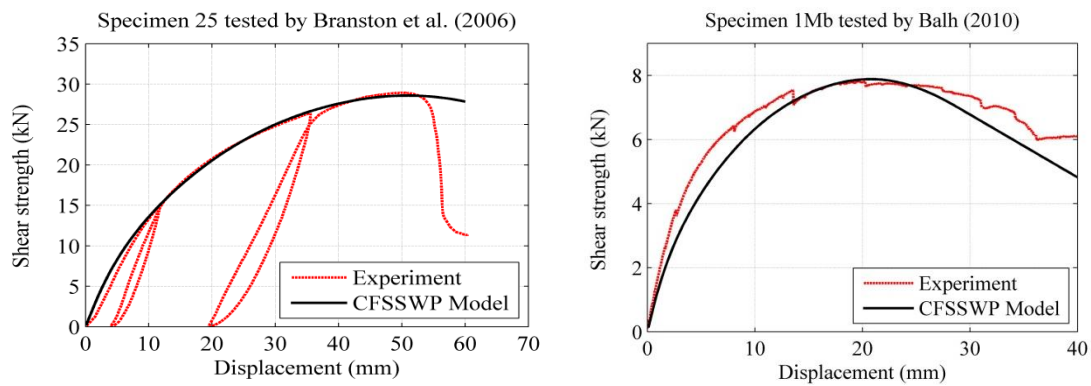 Specimen 25 tested by Branston et al. (2006)
Shear strength (kN)
35
30
25
20
15
10
5
0
Experiment
CFSSWP Model
0 10 20 30 40 50 60 70
Displacement (mm)
Specimen 1Mb tested by Balh (2010)
Shear strength (kN)
10
8
6
4
2
0
Experiment
CFSSWP Model
0 10 20 30 40
Displacement (mm)